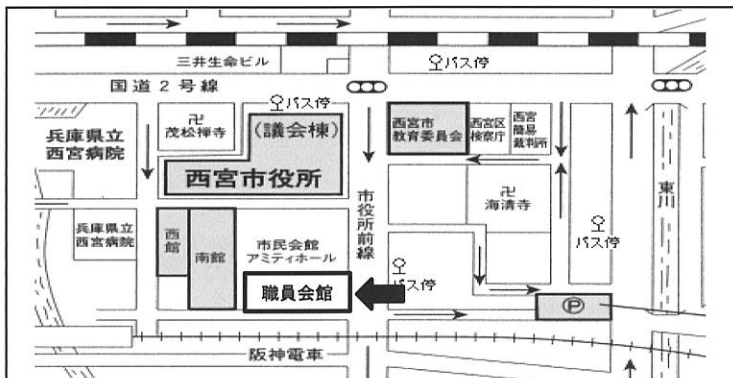 三井生命ビル
バス停
国道2号線
バス停
兵庫県立
西宮病院
茂松禅寺
(議会棟)
西宮市役所
西宮市
教育委員会
西宮区
検察庁
西宮
簡易
裁判所
市役所前線
海清寺
東川
バス停
兵庫県立
西宮病院
西館
南館
市民会館
アミティホール
職員会館
バス停
P
阪神電車